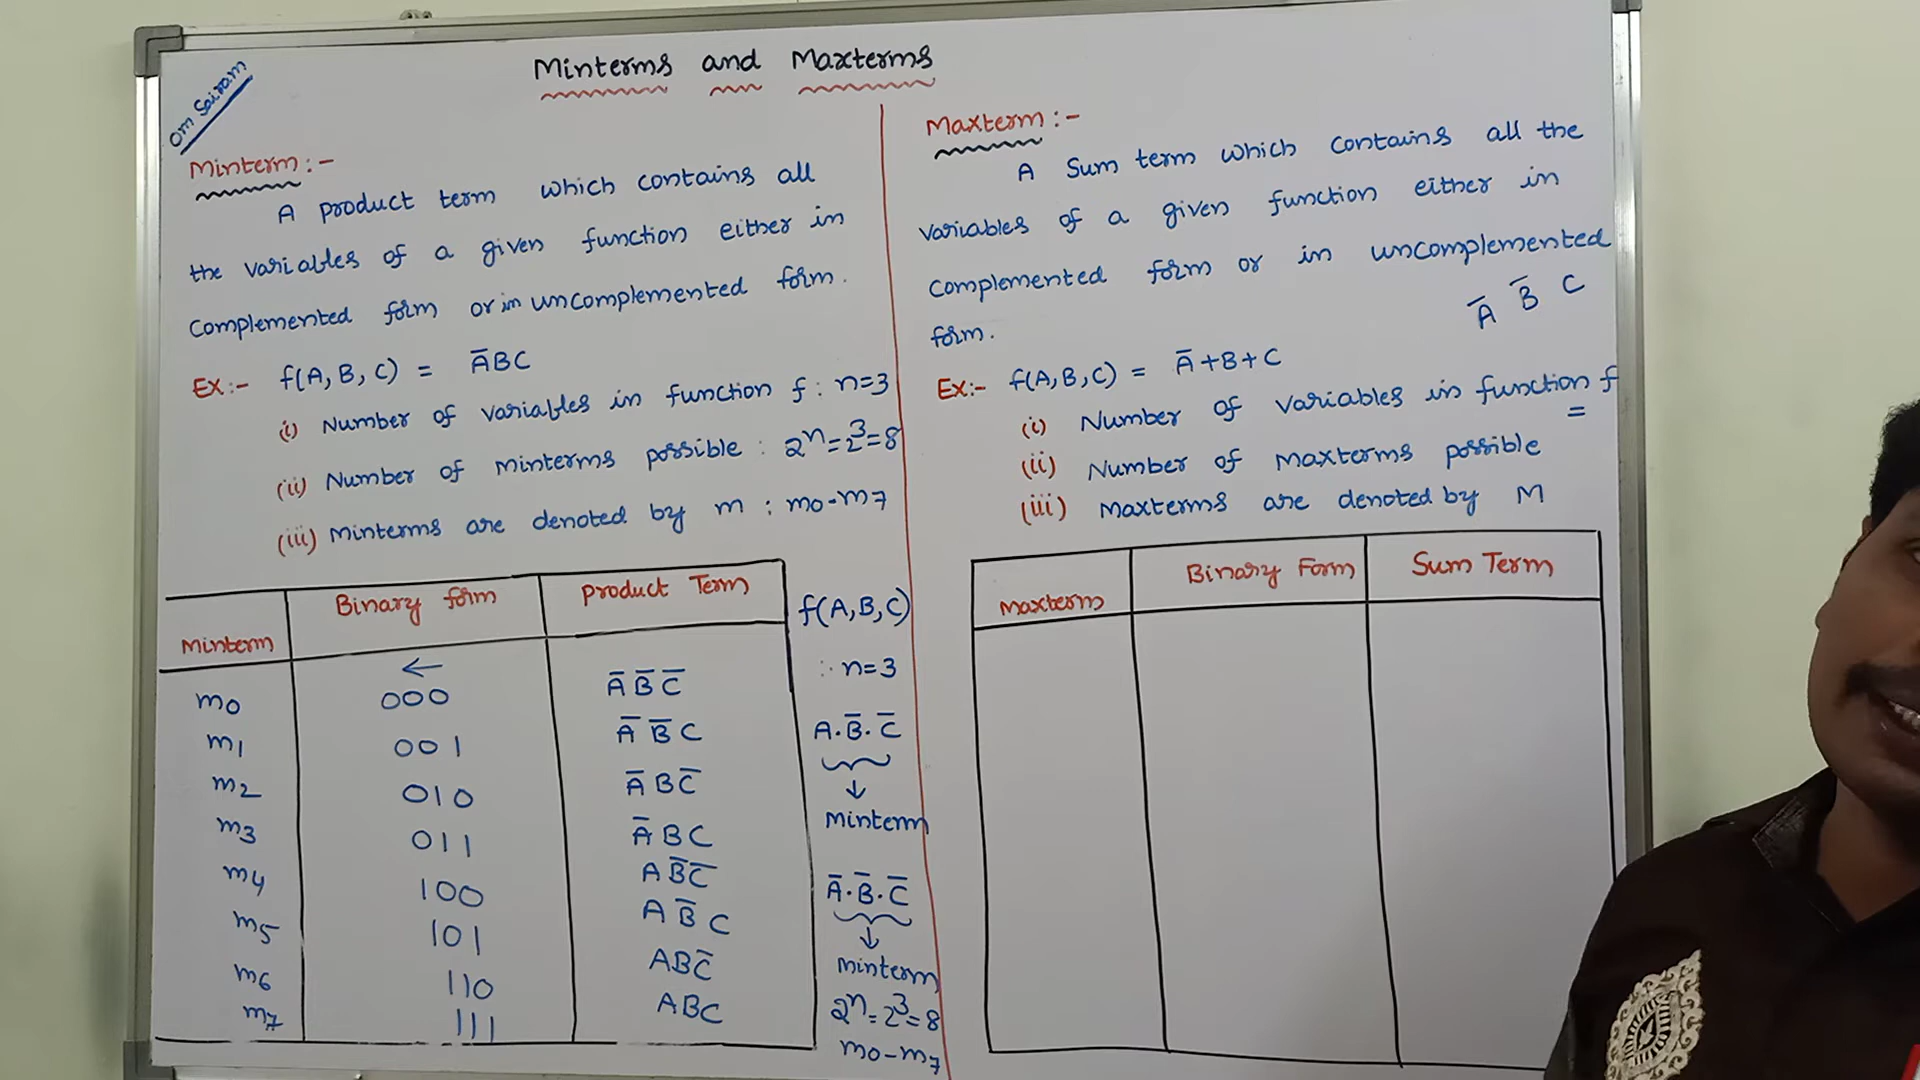 Minterms and Maxterms
Om Sairam
Minterm :-
A product term which contains all
the variables of a given function either in
complemented form or in uncomplemented form.
Ex:- f(A, B, C) = A̅BC
(i) Number of variables in function f : n=3
(ii) Number of minterms possible : 2ⁿ=2³=8
(iii) Minterms are denoted by m : m0-m7
Minterm Binary form Product Term
←
m0 000 A̅ B̅ C̅
m1 001 A̅ B̅ C
m2 010 A̅ B C̅
m3 011 A̅ B C
m4 100 A B̅ C̅
m5 101 A B̅ C
m6 110 A B C̅
m7 111 A B C
f(A, B, C)
∴ n=3
A·B̅·C̅
↓
Minterm
A̅·B̅·C̅
↓
minterm
2ⁿ=2³=8
m0-m7
Maxterm :-
A Sum term which contains all the
variables of a given function either in
complemented form or in uncomplemented
form.
A̅ B̅ C
Ex:- f(A,B,C) = A̅+B+C
(i) Number of variables in function f
(ii) Number of Maxterms possible
(iii) Maxterms are denoted by M
Maxterm Binary Form Sum Term